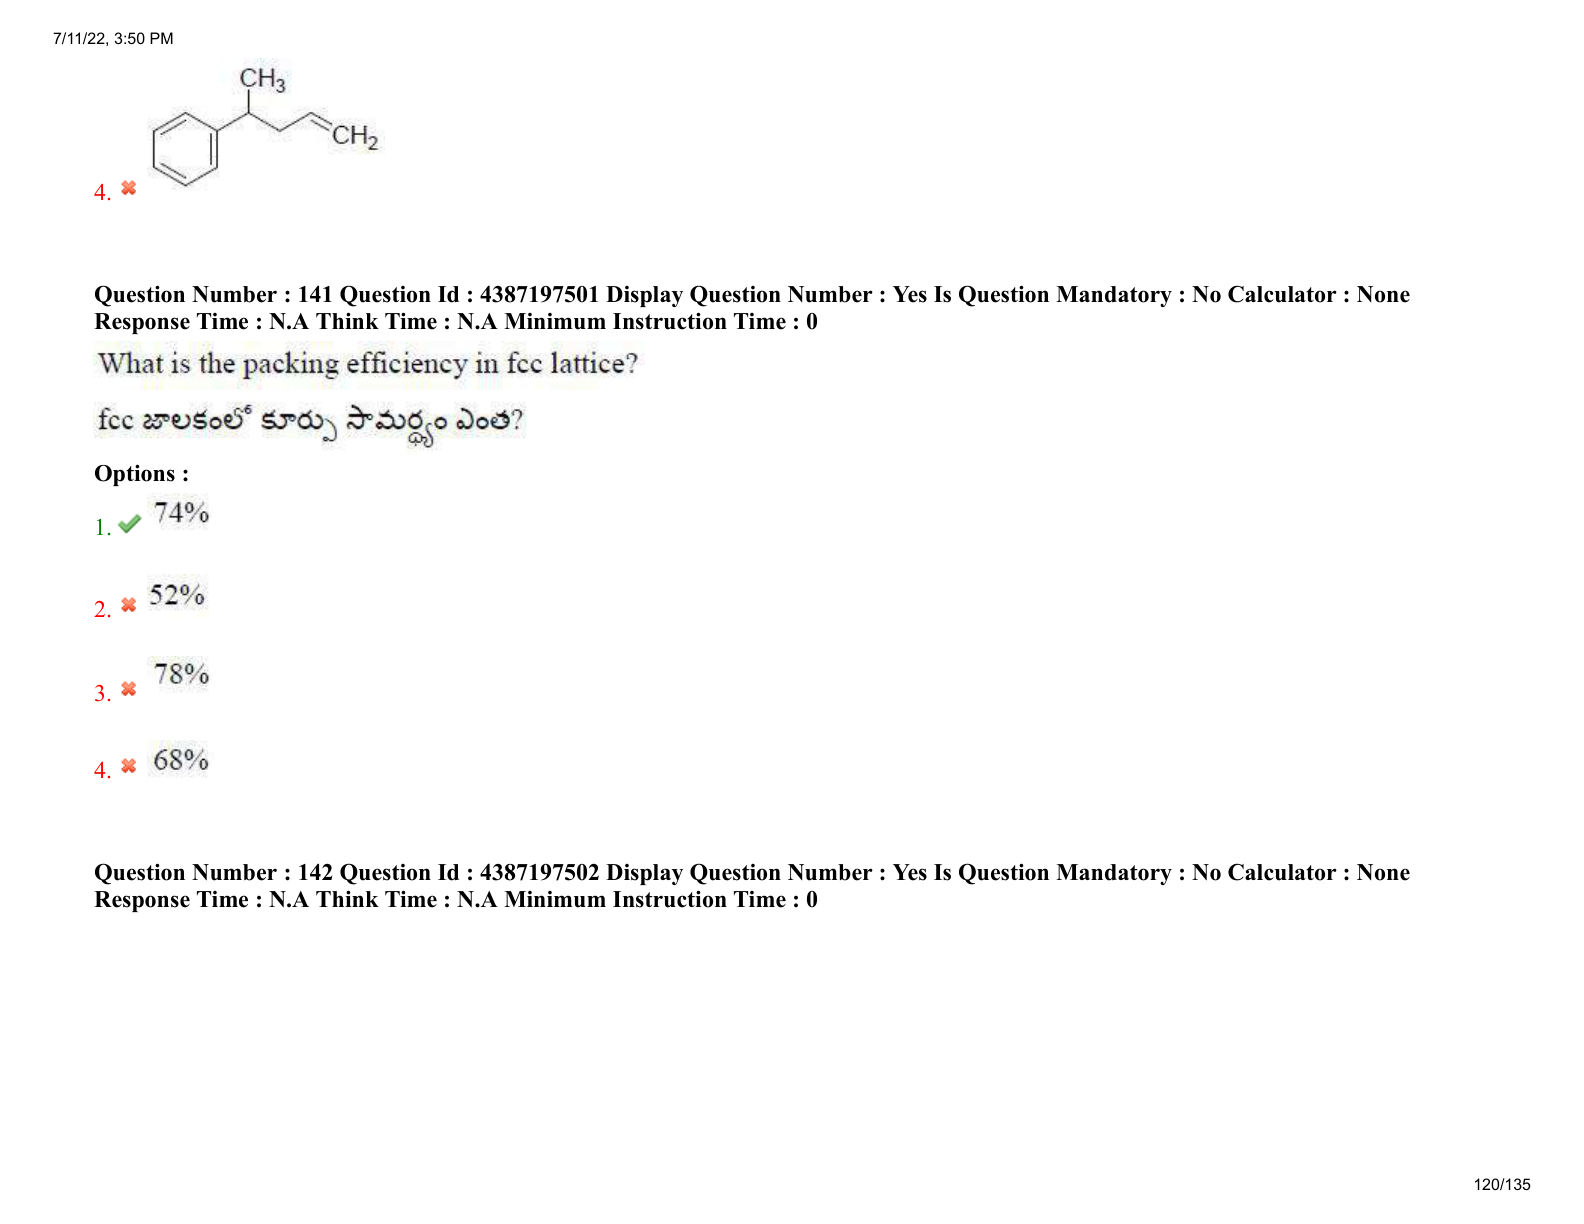 7/11/22, 3:50 PM
CH3
CH2
4.
Question Number : 141 Question Id : 4387197501 Display Question Number : Yes Is Question Mandatory : No Calculator : None
Response Time : N.A Think Time : N.A Minimum Instruction Time : 0
What is the packing efficiency in fcc lattice?
fcc జాలకంలో కూర్పు సామర్థ్యం ఎంత?
Options :
1. 74%
2. 52%
3. 78%
4. 68%
Question Number : 142 Question Id : 4387197502 Display Question Number : Yes Is Question Mandatory : No Calculator : None
Response Time : N.A Think Time : N.A Minimum Instruction Time : 0
120/135